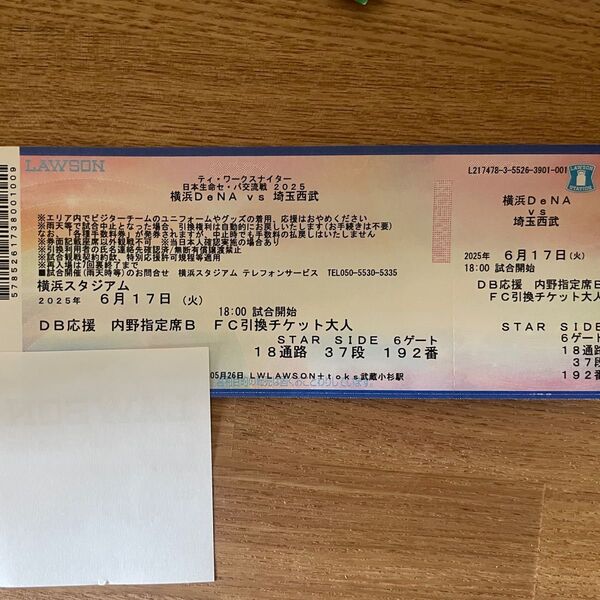 LAWSON
ティ・ワークスナイター
日本生命セ・パ交流戦 2025
横浜DeNA vs 埼玉西武
※エリア内でビジターチームのユニフォームやグッズの着用、応援はおやめください
※雨天等で試合中止となった場合、引換権利は自動的にお戻しいたします(お手続きは不要)
なお、「各種手数料券」が発券されますが、中止時でも手数料の払戻しはいたしません
※券面記載座席以外観戦不可 ※当日本人確認実施の場合あり
※引換利用者の氏名連絡先確認済/無断有償譲渡禁止
※試合観戦契約約款、特別応援許可規程等適用
※再入場は7回裏終了まで
■試合開催(雨天時等)のお問合せ 横浜スタジアム テレフォンサービス TEL050-5530-5335
横浜スタジアム
2025年 6月17日 (火)
18:00 試合開始
DB応援 内野指定席B FC引換チケット大人
STAR SIDE 6ゲート
18通路 37段 192番
05月26日 LWLAWSON+toks武蔵小杉駅
5785261738001009
L217478-3-5526-3901-001
LAWSON
STATION
横浜DeNA
vs
埼玉西武
2025年 6月17日(火)
18:00 試合開始
DB応援 内野指定席B
FC引換チケット大人
STAR SIDE
6ゲート
18通路
37段
192番